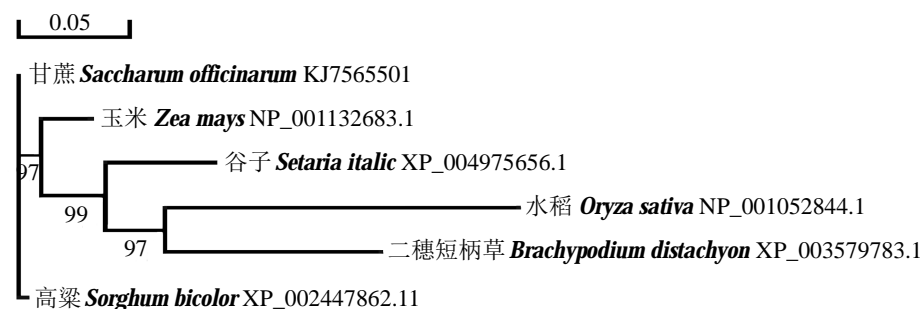 0.05
甘蔗 Saccharum officinarum KJ7565501
玉米 Zea mays NP_001132683.1
谷子 Setaria italic XP_004975656.1
97
99
水稻 Oryza sativa NP_001052844.1
97
二穗短柄草 Brachypodium distachyon XP_003579783.1
高粱 Sorghum bicolor XP_002447862.11